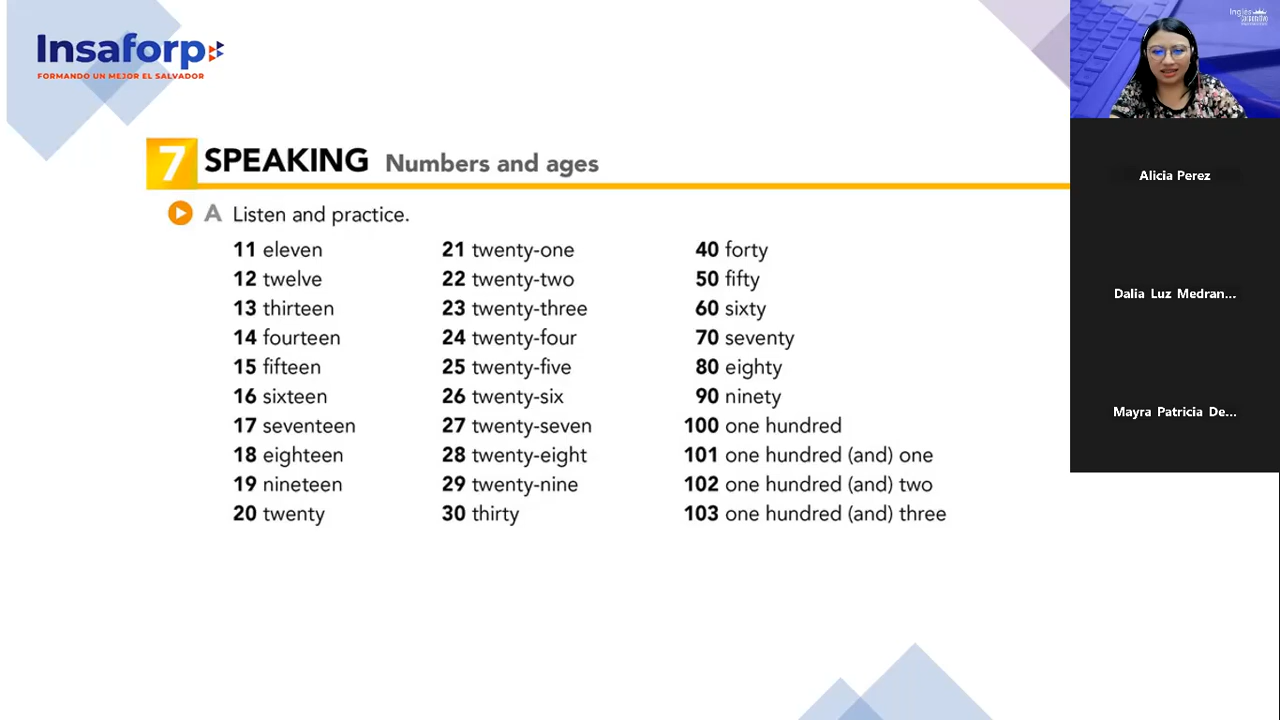 Insaforp
FORMANDO UN MEJOR EL SALVADOR
7 SPEAKING Numbers and ages
A Listen and practice.
11 eleven
12 twelve
13 thirteen
14 fourteen
15 fifteen
16 sixteen
17 seventeen
18 eighteen
19 nineteen
20 twenty
21 twenty-one
22 twenty-two
23 twenty-three
24 twenty-four
25 twenty-five
26 twenty-six
27 twenty-seven
28 twenty-eight
29 twenty-nine
30 thirty
40 forty
50 fifty
60 sixty
70 seventy
80 eighty
90 ninety
100 one hundred
101 one hundred (and) one
102 one hundred (and) two
103 one hundred (and) three
Inglés
Alicia Perez
Dalia Luz Medran...
Mayra Patricia De...